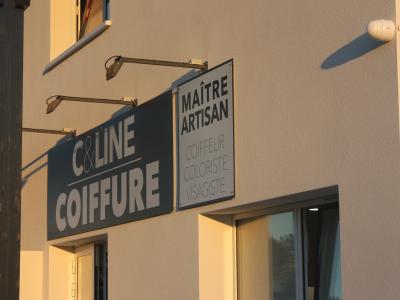 C&LINE
COIFFURE
MAÎTRE
ARTISAN
COIFFEUR
COLORISTE
VISAGISTE